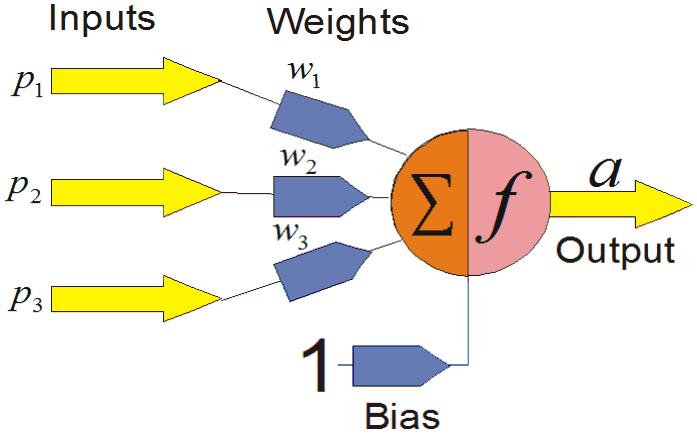 Inputs
Weights
p1
w1
p2
w2
w3
p3
Σ
f
a
Output
1
Bias